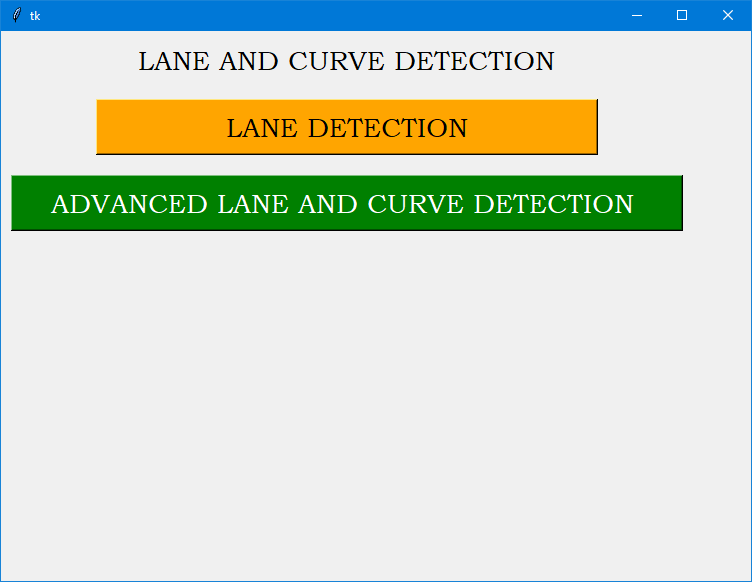 tk
LANE AND CURVE DETECTION
LANE DETECTION
ADVANCED LANE AND CURVE DETECTION